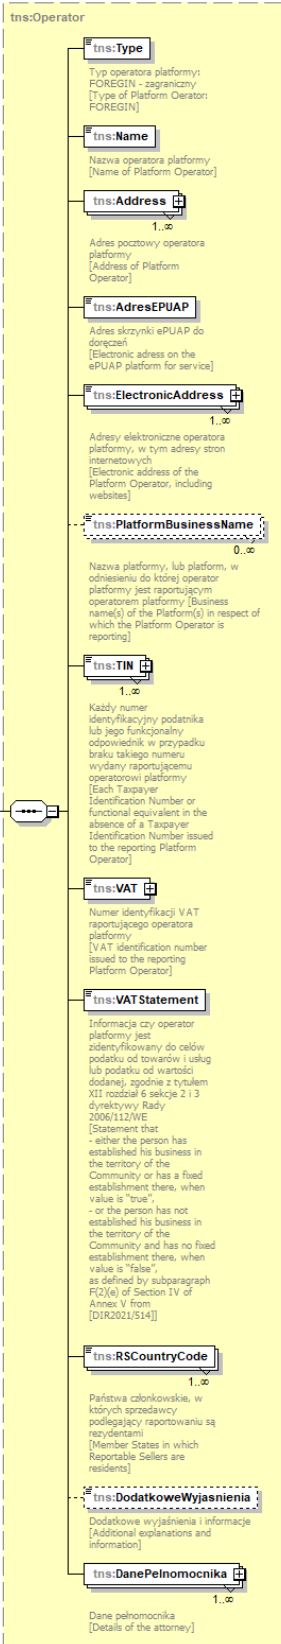 tns:Operator
tns:Type
Typ operatora platformy:
FOREGIN - zagraniczny
[Type of Platform Oerator:
FOREGIN]
tns:Name
Nazwa operatora platformy
[Name of Platform Operator]
tns:Address
1..∞
Adres pocztowy operatora
platformy
[Address of Platform
Operator]
tns:AdresEPUAP
Adres skrzynki ePUAP do
doręczeń
[Electronic adress on the
ePUAP platform for service]
tns:ElectronicAddress
1..∞
Adresy elektroniczne operatora
platformy, w tym adresy stron
internetowych
[Electronic address of the
Platform Operator, including
websites]
tns:PlatformBusinessName
0..∞
Nazwa platformy, lub platform, w
odniesieniu do której operator
platformy jest raportującym
operatorem platformy [Business
name(s) of the Platform(s) in respect of
which the Platform Operator is
reporting]
tns:TIN
1..∞
Każdy numer
identyfikacyjny podatnika
lub jego funkcjonalny
odpowiednik w przypadku
braku takiego numeru
wydany raportującemu
operatorowi platformy
[Each Taxpayer
Identification Number or
functional equivalent in the
absence of a Taxpayer
Identification Number issued
to the reporting Platform
Operator]
tns:VAT
Numer identyfikacji VAT
raportującego operatora
platformy
[VAT identification number
issued to the reporting
Platform Operator]
tns:VATStatement
Informacja czy operator
platformy jest
zidentyfikowany do celów
podatku od towarów i usług
lub podatku od wartości
dodanej, zgodnie z tytułem
XII rozdział 6 sekcje 2 i 3
dyrektywy Rady
2006/112/WE
[Statement that
- either the person has
established his business in
the territory of the
Community or has a fixed
establishment there, when
value is "true",
- or the person has not
established his business in
the territory of the
Community and has no fixed
establishment there, when
value is "false",
as defined by subparagraph
F(2)(e) of Section IV of
Annex V from
[DIR2021/514]]
tns:RSCountryCode
1..∞
Państwa członkowskie, w
których sprzedawcy
podlegający raportowaniu są
rezydentami
[Member States in which
Reportable Sellers are
residents]
tns:DodatkoweWyjasnienia
Dodatkowe wyjaśnienia i informacje
[Additional explanations and
information]
tns:DanePelnomocnika
1..∞
Dane pełnomocnika
[Details of the attorney]